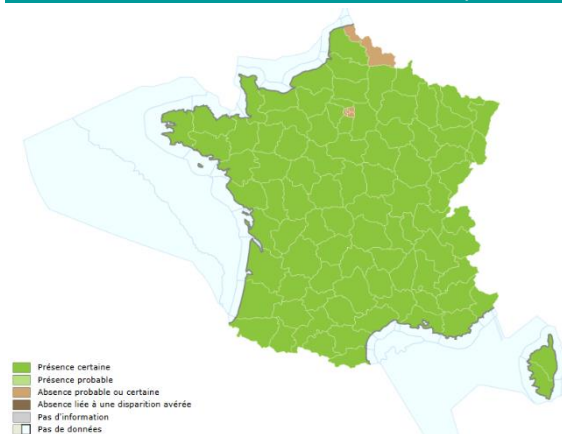 Présence certaine
Présence probable
Absence probable ou certaine
Absence liée à une disparition avérée
Pas d'information
Pas de données